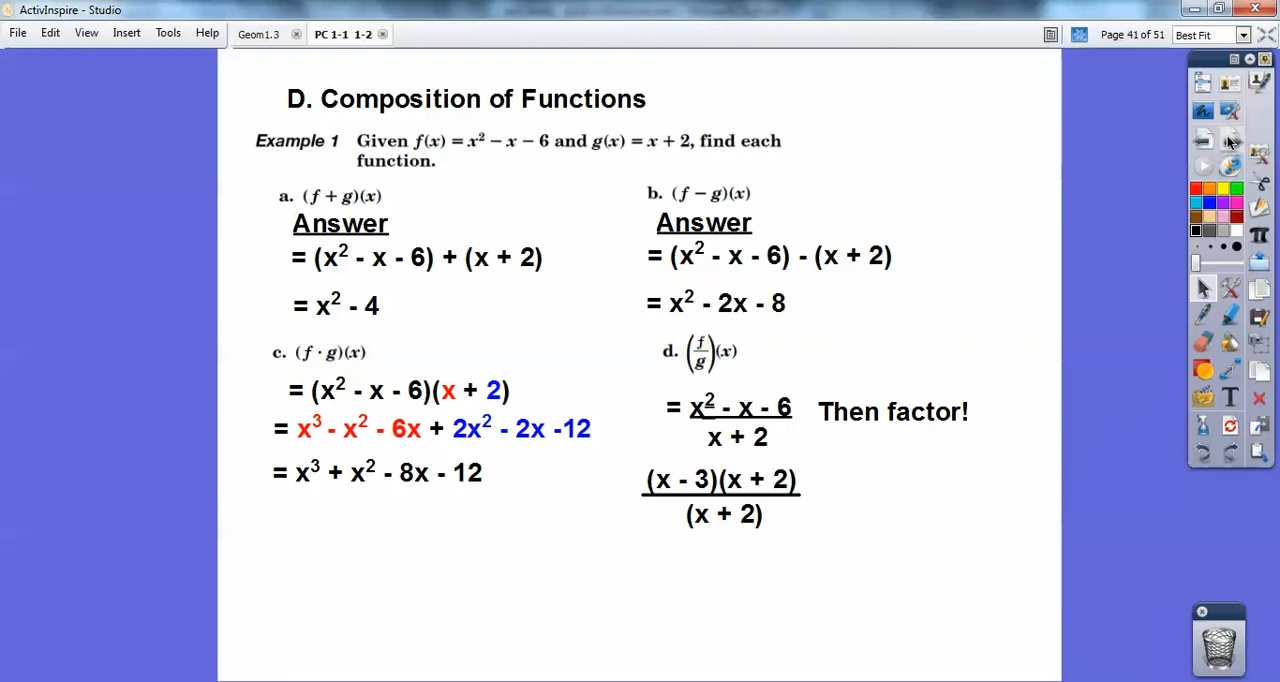 ActivInspire - Studio
File Edit View Insert Tools Help
Geom1.3
PC 1-1 1-2
Page 41 of 51
Best Fit
D. Composition of Functions
Example 1 Given f(x) = x² − x − 6 and g(x) = x + 2, find each
function.
a. (f + g)(x)
Answer
= (x² - x - 6) + (x + 2)
= x² - 4
b. (f − g)(x)
Answer
= (x² - x - 6) - (x + 2)
= x² - 2x - 8
c. (f · g)(x)
= (x² - x - 6)(x + 2)
= x³ - x² - 6x + 2x² - 2x -12
= x³ + x² - 8x - 12
d. (f/g)(x)
= x² - x - 6
x + 2
Then factor!
(x - 3)(x + 2)
(x + 2)